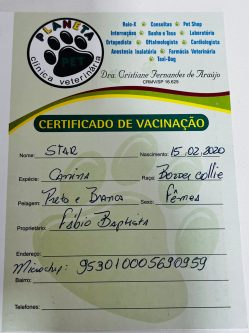 PLANETA
PET
clínica veterinária
Raio-X Consultas Pet Shop
Internações Banho e Tosa Laboratório
Ortopedista Oftalmologista Cardiologista
Anestesia Inalatória Farmácia Veterinária
Taxi-Dog
Dra. Cristiane Fernandes de Araújo
CRMV/SP 16.625
CERTIFICADO DE VACINAÇÃO
Nome: STAR Nascimento: 15.02.2020
Espécie: Canina Raça: Border collie
Pelagem: Preto e Branca Sexo: Fêmea
Proprietário: Fábio Baptista
Endereço:
Microchip: 953010005690959
Bairro:
Telefones: